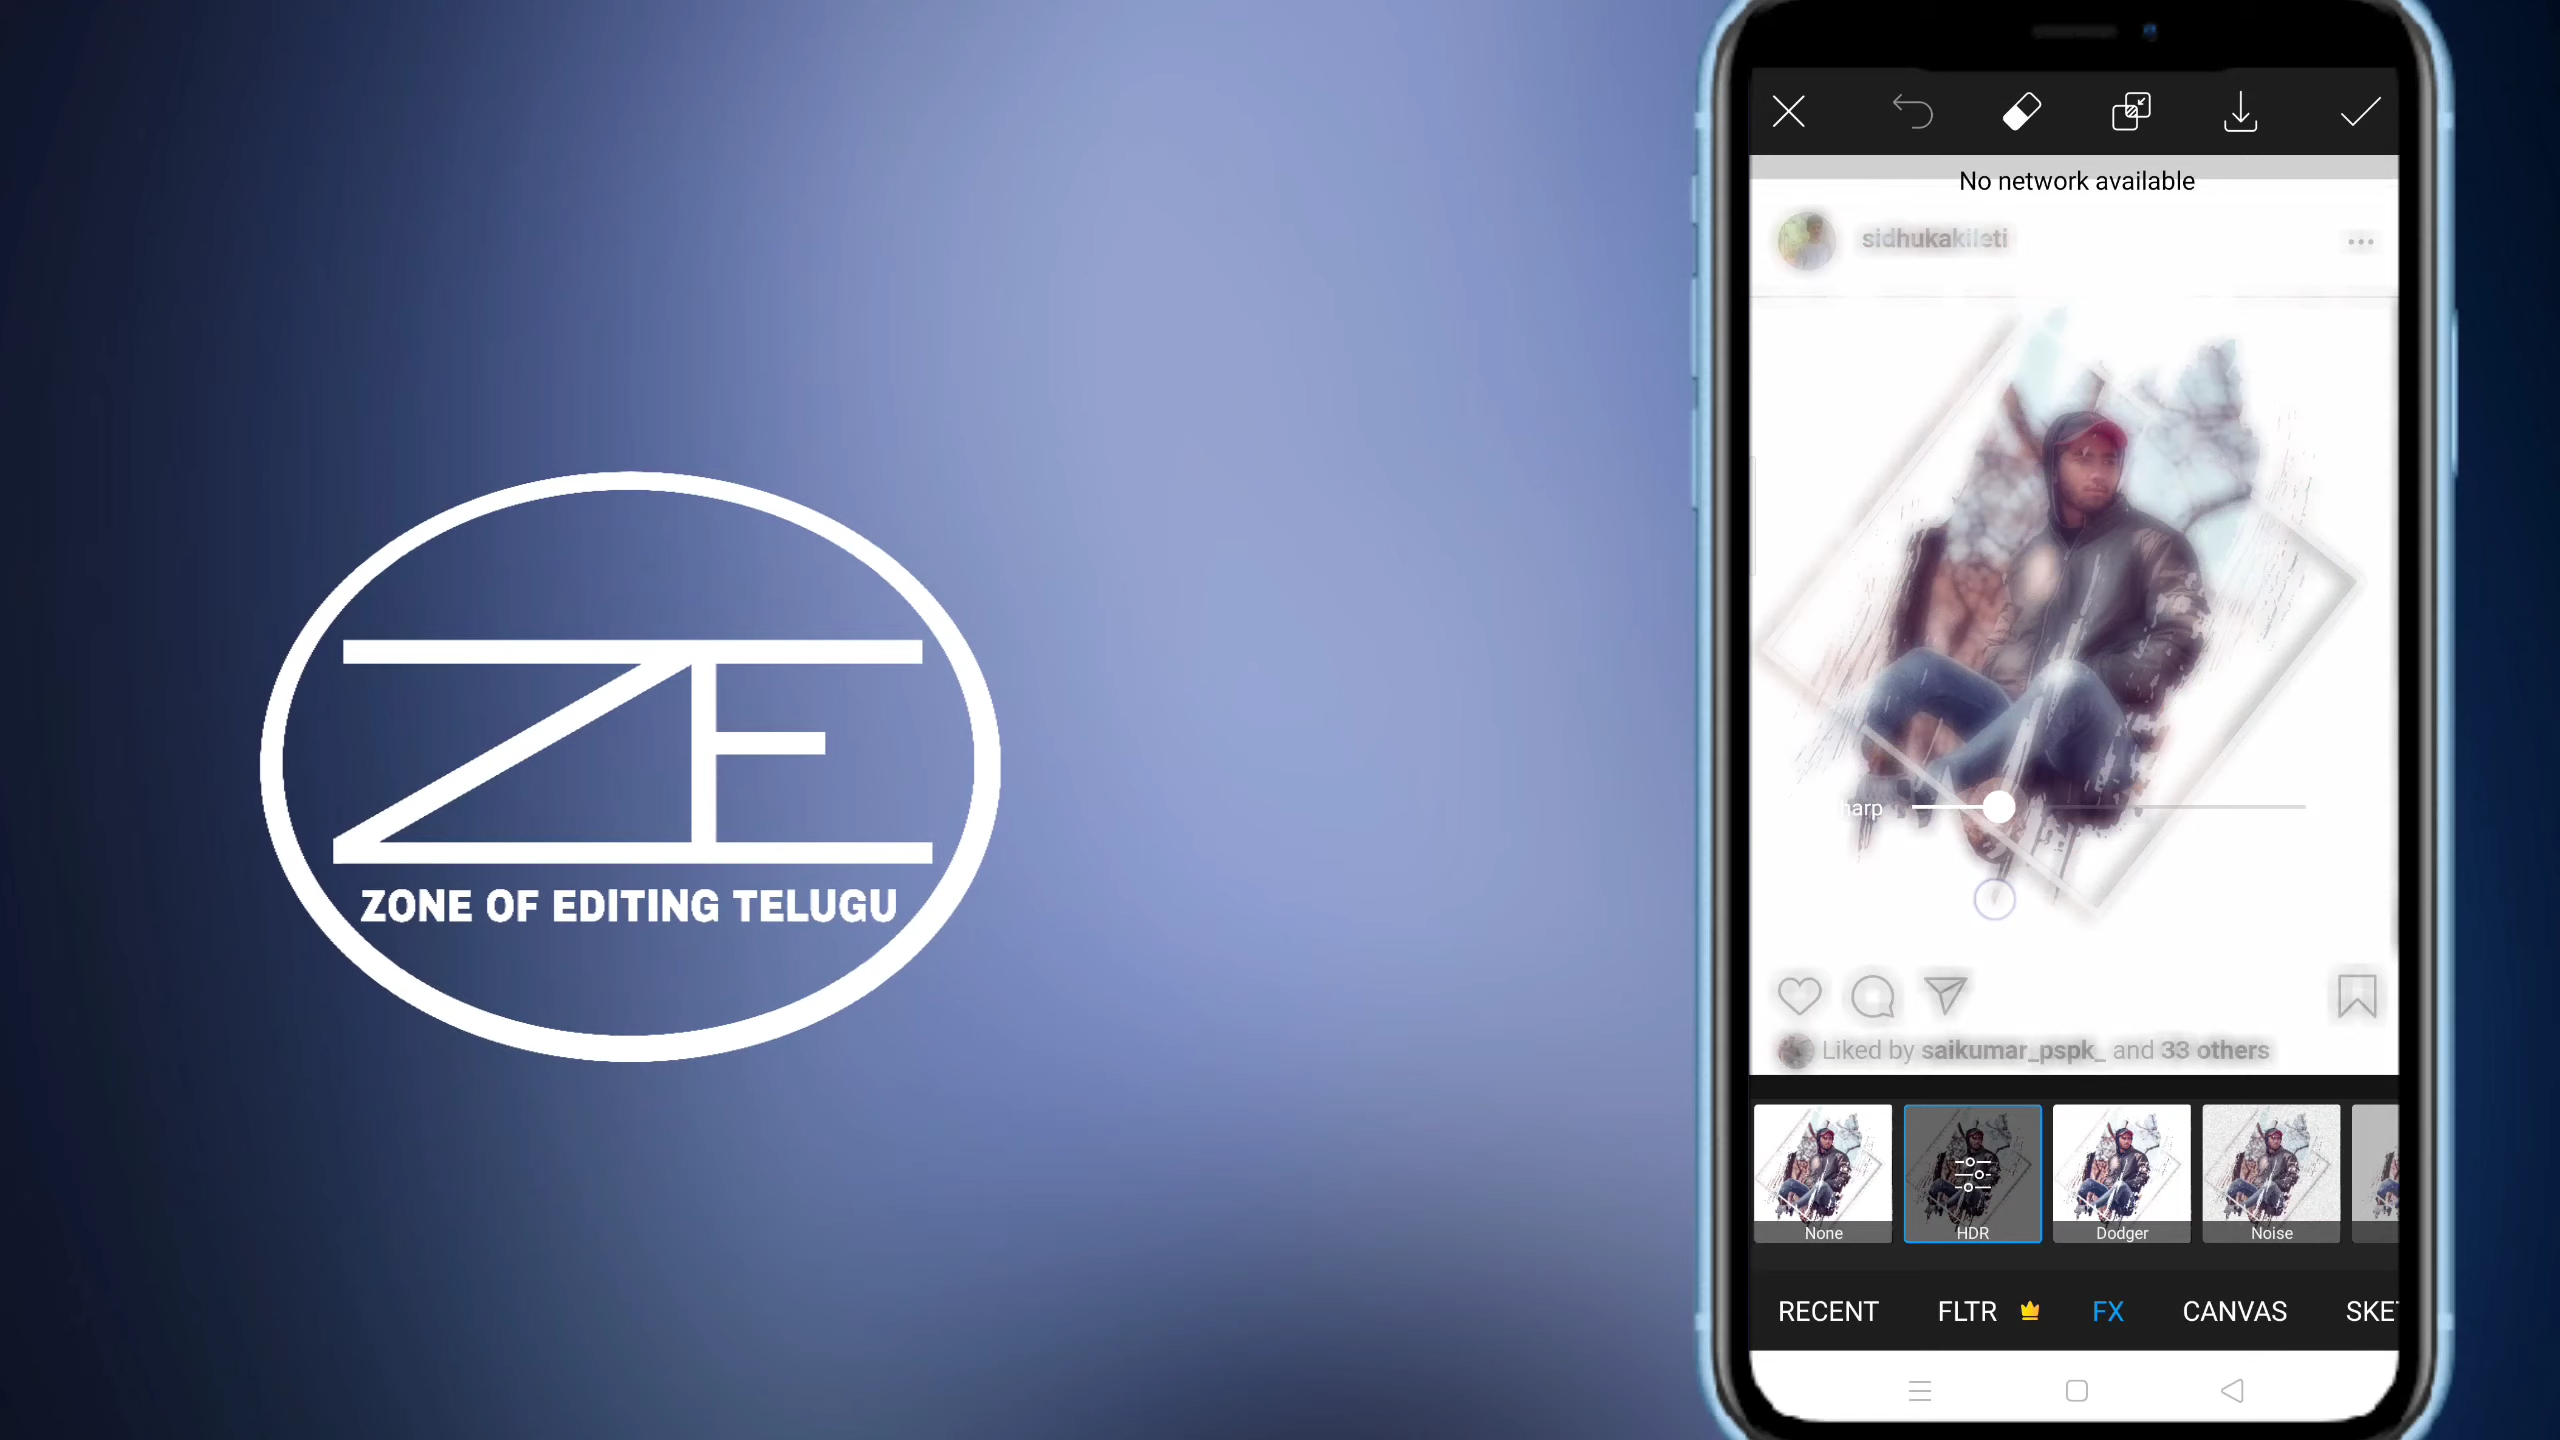 ZE
ZONE OF EDITING TELUGU
No network available
sidhukakileti
harp
Liked by saikumar_pspk_ and 33 others
None
HDR
Dodger
Noise
RECENT
FLTR
FX
CANVAS
SKET